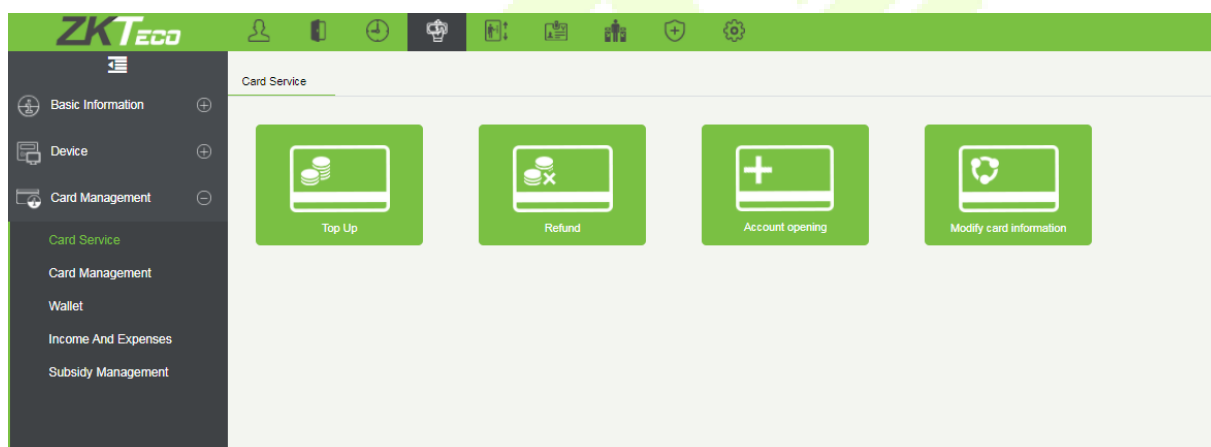 ZKTECO
Card Service
Basic Information
Device
Card Management
Card Service
Card Management
Wallet
Income And Expenses
Subsidy Management
Top Up
Refund
Account opening
Modify card information